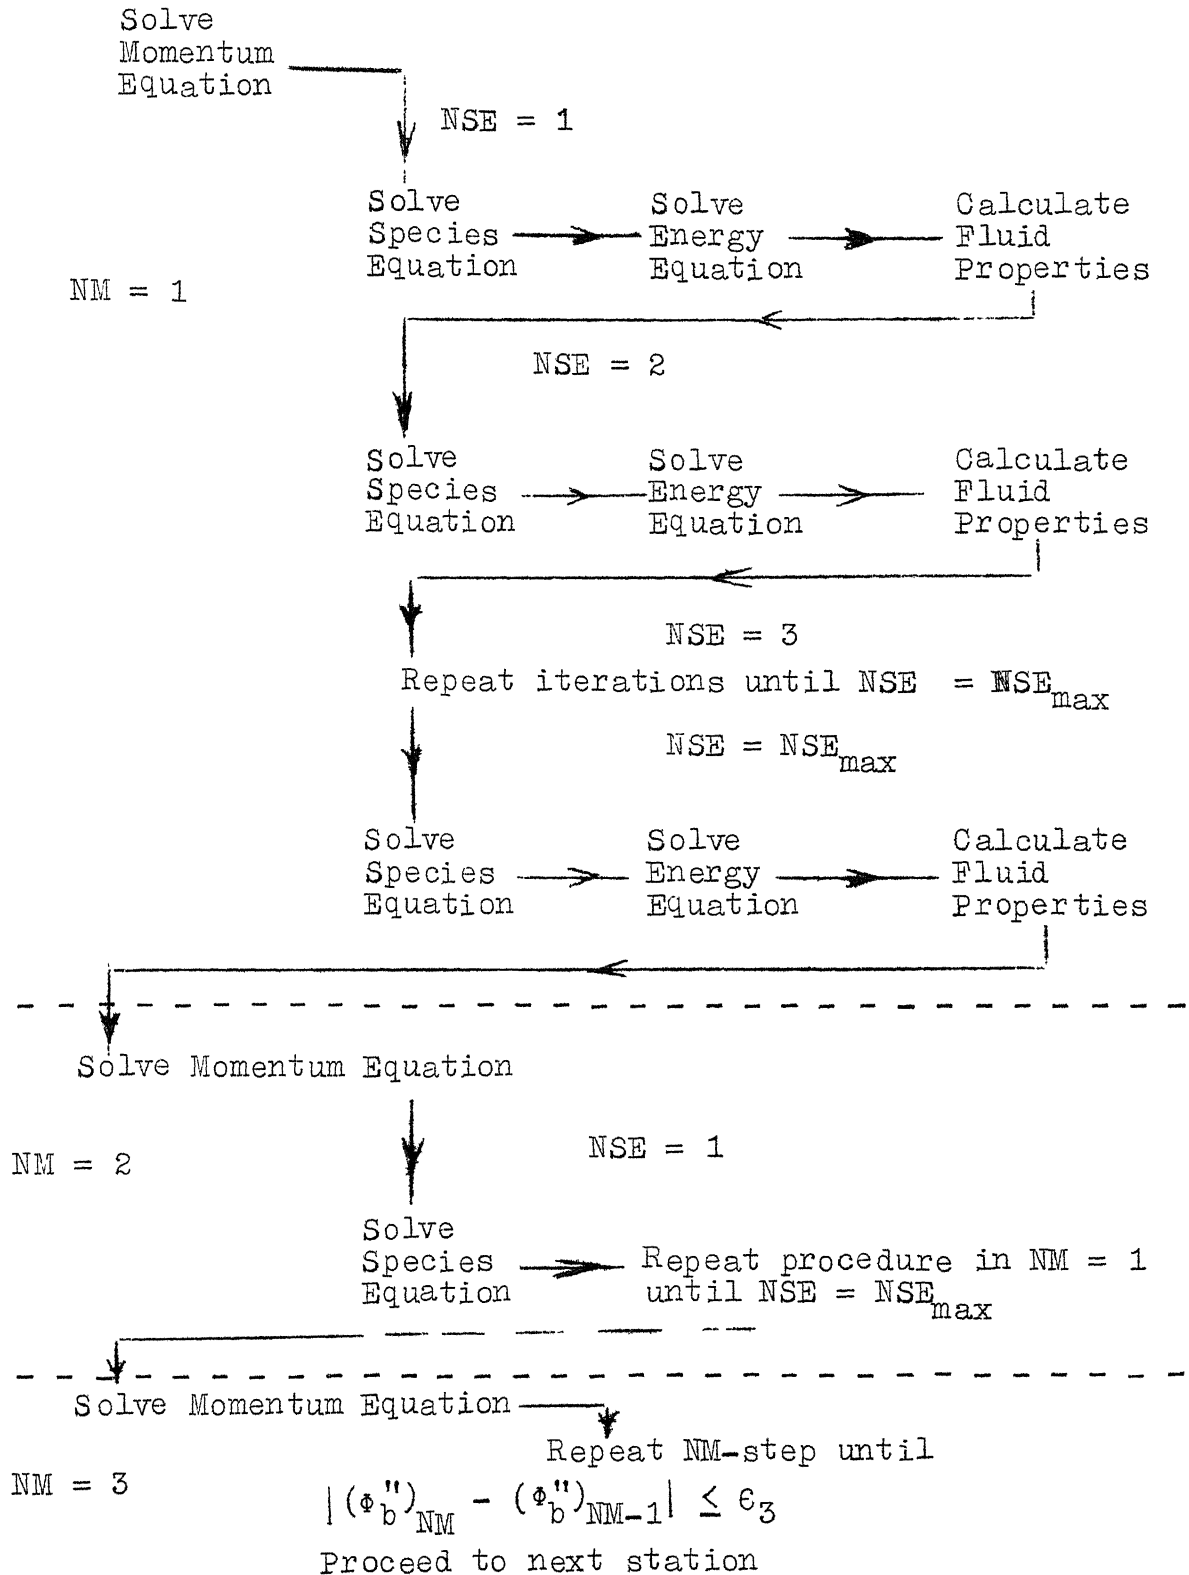 Solve
Momentum
Equation
NSE = 1
Solve
Species
Equation
Solve
Energy
Equation
Calculate
Fluid
Properties
NM = 1
NSE = 2
Solve
Species
Equation
Solve
Energy
Equation
Calculate
Fluid
Properties
NSE = 3
Repeat iterations until NSE = NSE_max
NSE = NSE_max
Solve
Species
Equation
Solve
Energy
Equation
Calculate
Fluid
Properties
Solve Momentum Equation
NM = 2
NSE = 1
Solve
Species
Equation
Repeat procedure in NM = 1
until NSE = NSE_max
Solve Momentum Equation
Repeat NM-step until
NM = 3
|(Φ_b'')_NM - (Φ_b'')_NM-1| ≤ ϵ_3
Proceed to next station